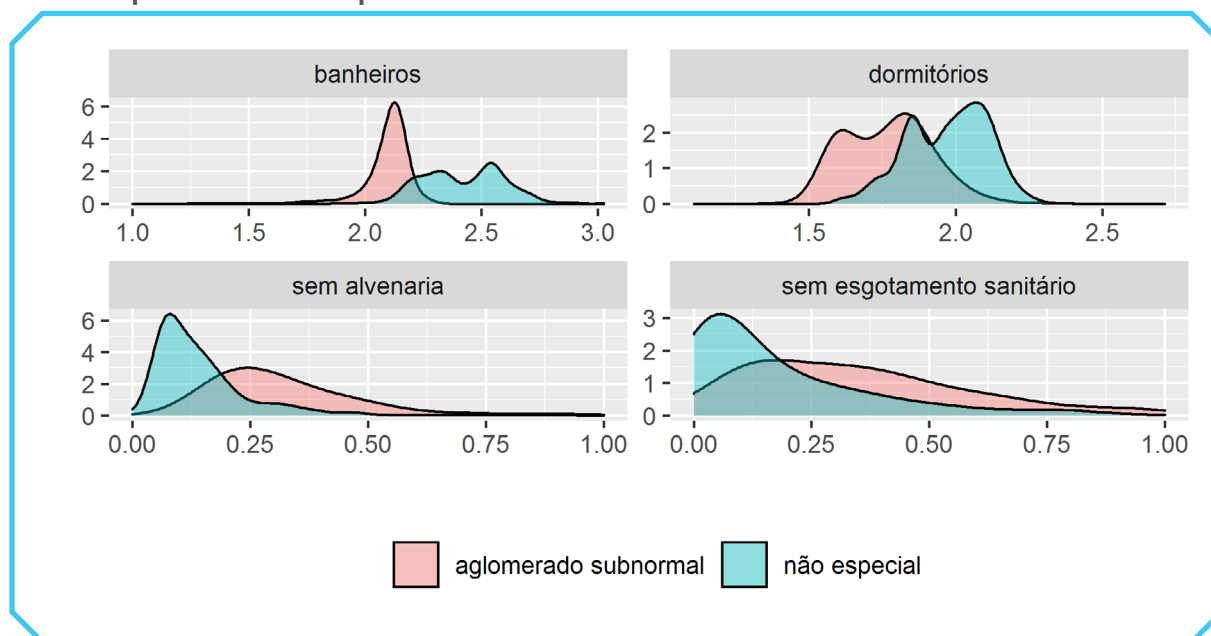 banheiros
dormitórios
6
4
2
0
1.0 1.5 2.0 2.5 3.0
2
1
0
1.5 2.0 2.5
sem alvenaria
sem esgotamento sanitário
6
4
2
0
0.00 0.25 0.50 0.75 1.00
3
2
1
0
0.00 0.25 0.50 0.75 1.00
aglomerado subnormal não especial